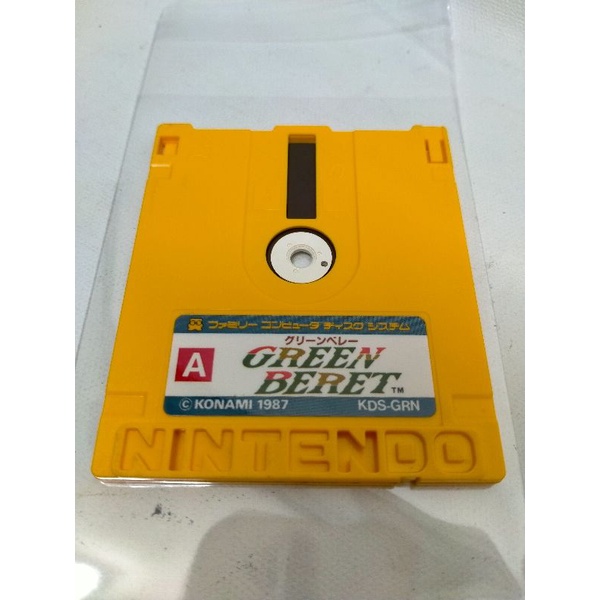 ファミリー コンピュータ ディスク システム
グリーンベレー
A
GREEN
BERET™
© KONAMI 1987 KDS-GRN
NINTENDO